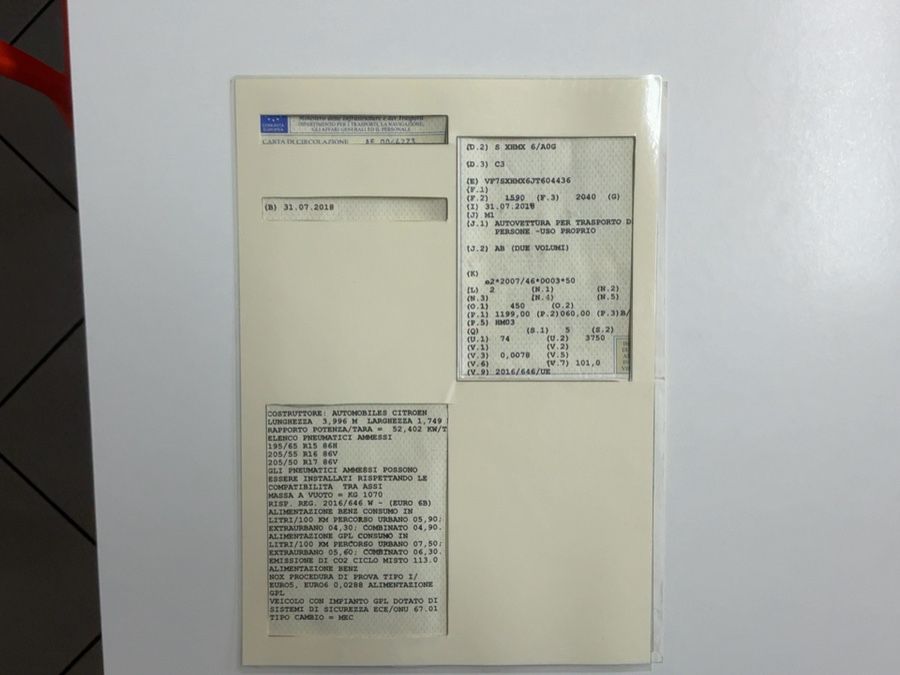 COMUNITÀ EUROPEA
Ministero delle Infrastrutture e dei Trasporti
DIPARTIMENTO PER I TRASPORTI, LA NAVIGAZIONE,
GLI AFFARI GENERALI ED IL PERSONALE
CARTA DI CIRCOLAZIONE
(B) 31.07.2018
COSTRUTTORE: AUTOMOBILES CITROEN
LUNGHEZZA 3,996 M LARGHEZZA 1,749
RAPPORTO POTENZA/TARA = 52,402 KW/T
ELENCO PNEUMATICI AMMESSI
195/65 R15 86H
205/55 R16 86V
205/50 R17 86V
GLI PNEUMATICI AMMESSI POSSONO
ESSERE INSTALLATI RISPETTANDO LE
COMPATIBILITA TRA ASSI
MASSA A VUOTO = KG 1070
RISP. REG. 2016/646 W - (EURO 6B)
ALIMENTAZIONE BENZ CONSUMO IN
LITRI/100 KM PERCORSO URBANO 05,90;
EXTRAURBANO 04,30; COMBINATO 04,90.
ALIMENTAZIONE GPL CONSUMO IN
LITRI/100 KM PERCORSO URBANO 07,50;
EXTRAURBANO 05,60; COMBINATO 06,30.
EMISSIONE DI CO2 CICLO MISTO 113.0
ALIMENTAZIONE BENZ
NOX PROCEDURA DI PROVA TIPO I/
EURO5, EURO6 0,0288 ALIMENTAZIONE
GPL
VEICOLO CON IMPIANTO GPL DOTATO DI
SISTEMI DI SICUREZZA ECE/ONU 67.01
TIPO CAMBIO = MEC
(D.2) S XHMX 6/A0G
(D.3) C3
(E) VF7SXHMX6JT604436
(F.1)
(F.2) 1590 (F.3) 2040 (G)
(I) 31.07.2018
(J) M1
(J.1) AUTOVETTURA PER TRASPORTO D
PERSONE -USO PROPRIO
(J.2) AB (DUE VOLUMI)
(K)
e2*2007/46*0003*50
(L) 2 (N.1) (N.2)
(N.3) (N.4) (N.5)
(O.1) 450 (O.2)
(P.1) 1199,00 (P.2)060,00 (P.3)B/
(P.5) HM03
(Q) (S.1) 5 (S.2)
(U.1) 74 (U.2) 3750
(V.1) (V.2)
(V.3) 0,0078 (V.5)
(V.6) (V.7) 101,0
(V.9) 2016/646/UE